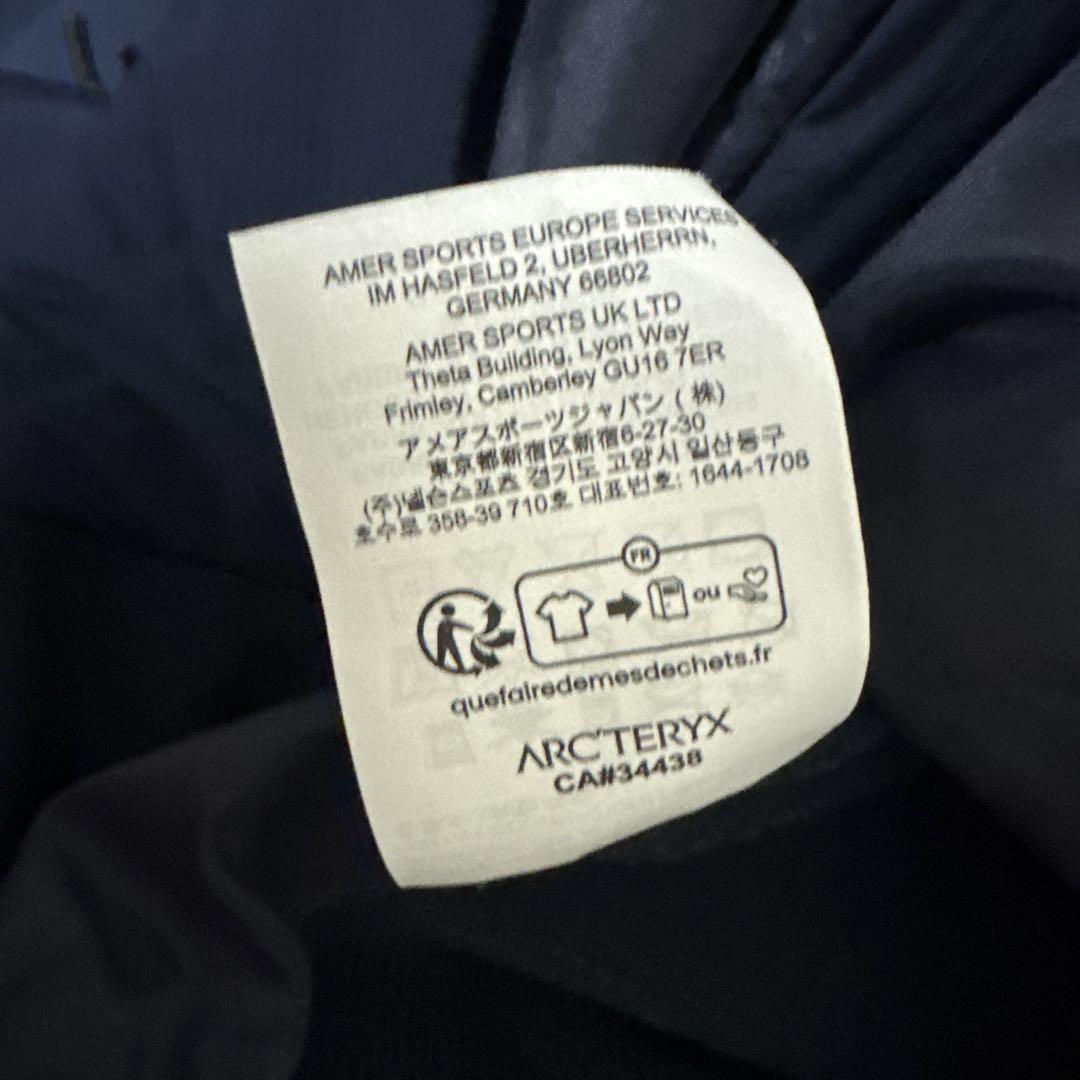 AMER SPORTS EUROPE SERVICES
IM HASFELD 2, UBERHERRN,
GERMANY 66802
AMER SPORTS UK LTD
Theta Building, Lyon Way
Frimley, Camberley GU16 7ER
アメアスポーツジャパン ( 株)
東京都新宿区新宿6-27-30
(주)넬슨스포츠 경기도 고양시 일산동구
호수로 358-39 710호 대표번호: 1644-1708
FR
ou
quefairedemesdechets.fr
ARC'TERYX
CA#34438